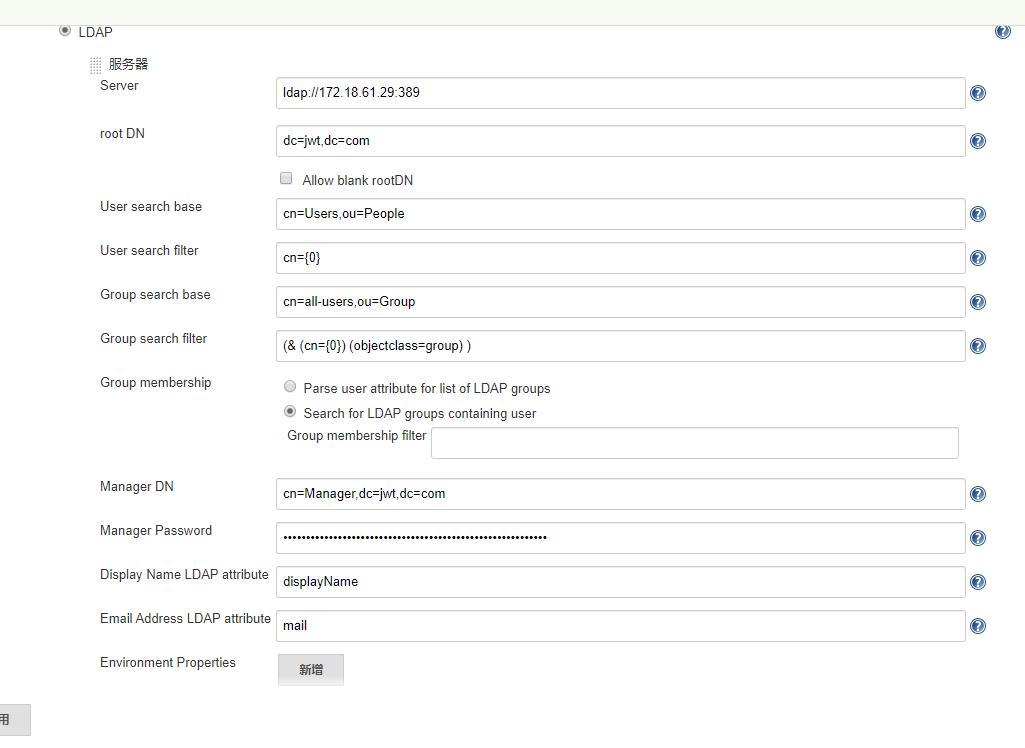 LDAP
服务器
Server
ldap://172.18.61.29:389
root DN
dc=jwt,dc=com
Allow blank rootDN
User search base
cn=Users,ou=People
User search filter
cn={0}
Group search base
cn=all-users,ou=Group
Group search filter
(& (cn={0}) (objectclass=group) )
Group membership
Parse user attribute for list of LDAP groups
Search for LDAP groups containing user
Group membership filter
Manager DN
cn=Manager,dc=jwt,dc=com
Manager Password
Display Name LDAP attribute
displayName
Email Address LDAP attribute
mail
Environment Properties
新增
用